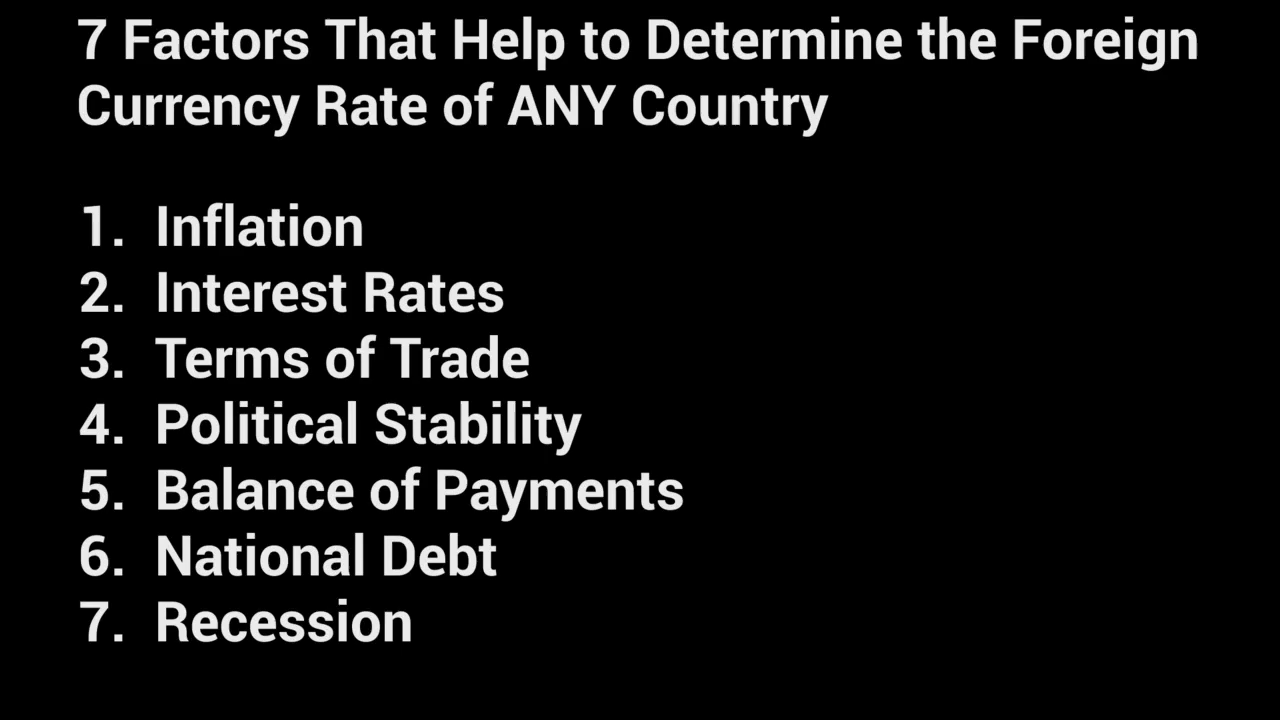 7 Factors That Help to Determine the Foreign
Currency Rate of ANY Country
1. Inflation
2. Interest Rates
3. Terms of Trade
4. Political Stability
5. Balance of Payments
6. National Debt
7. Recession